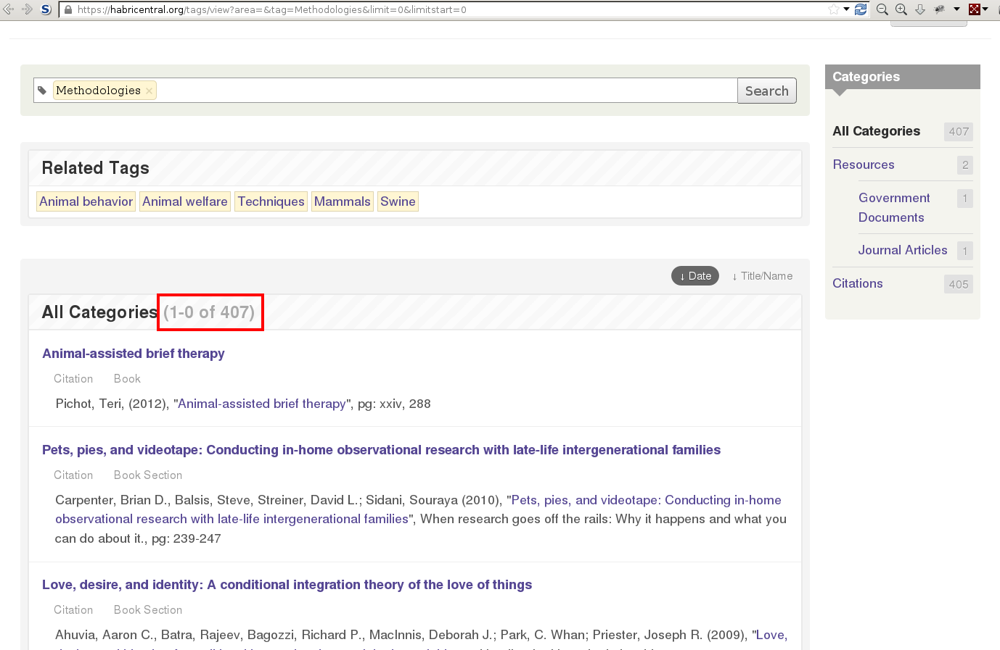 https://habricentral.org/tags/view?area=&tag=Methodologies&limit=0&limitstart=0
Methodologies ×
Search
Related Tags
Animal behavior Animal welfare Techniques Mammals Swine
↓ Date ↓ Title/Name
All Categories (1-0 of 407)
Animal-assisted brief therapy
Citation Book
Pichot, Teri, (2012), "Animal-assisted brief therapy", pg: xxiv, 288
Pets, pies, and videotape: Conducting in-home observational research with late-life intergenerational families
Citation Book Section
Carpenter, Brian D., Balsis, Steve, Streiner, David L.; Sidani, Souraya (2010), "Pets, pies, and videotape: Conducting in-home
observational research with late-life intergenerational families", When research goes off the rails: Why it happens and what you
can do about it., pg: 239-247
Love, desire, and identity: A conditional integration theory of the love of things
Citation Book Section
Ahuvia, Aaron C., Batra, Rajeev, Bagozzi, Richard P., MacInnis, Deborah J.; Park, C. Whan; Priester, Joseph R. (2009), "Love,
Categories
All Categories 407
Resources 2
Government 1
Documents
Journal Articles 1
Citations 405